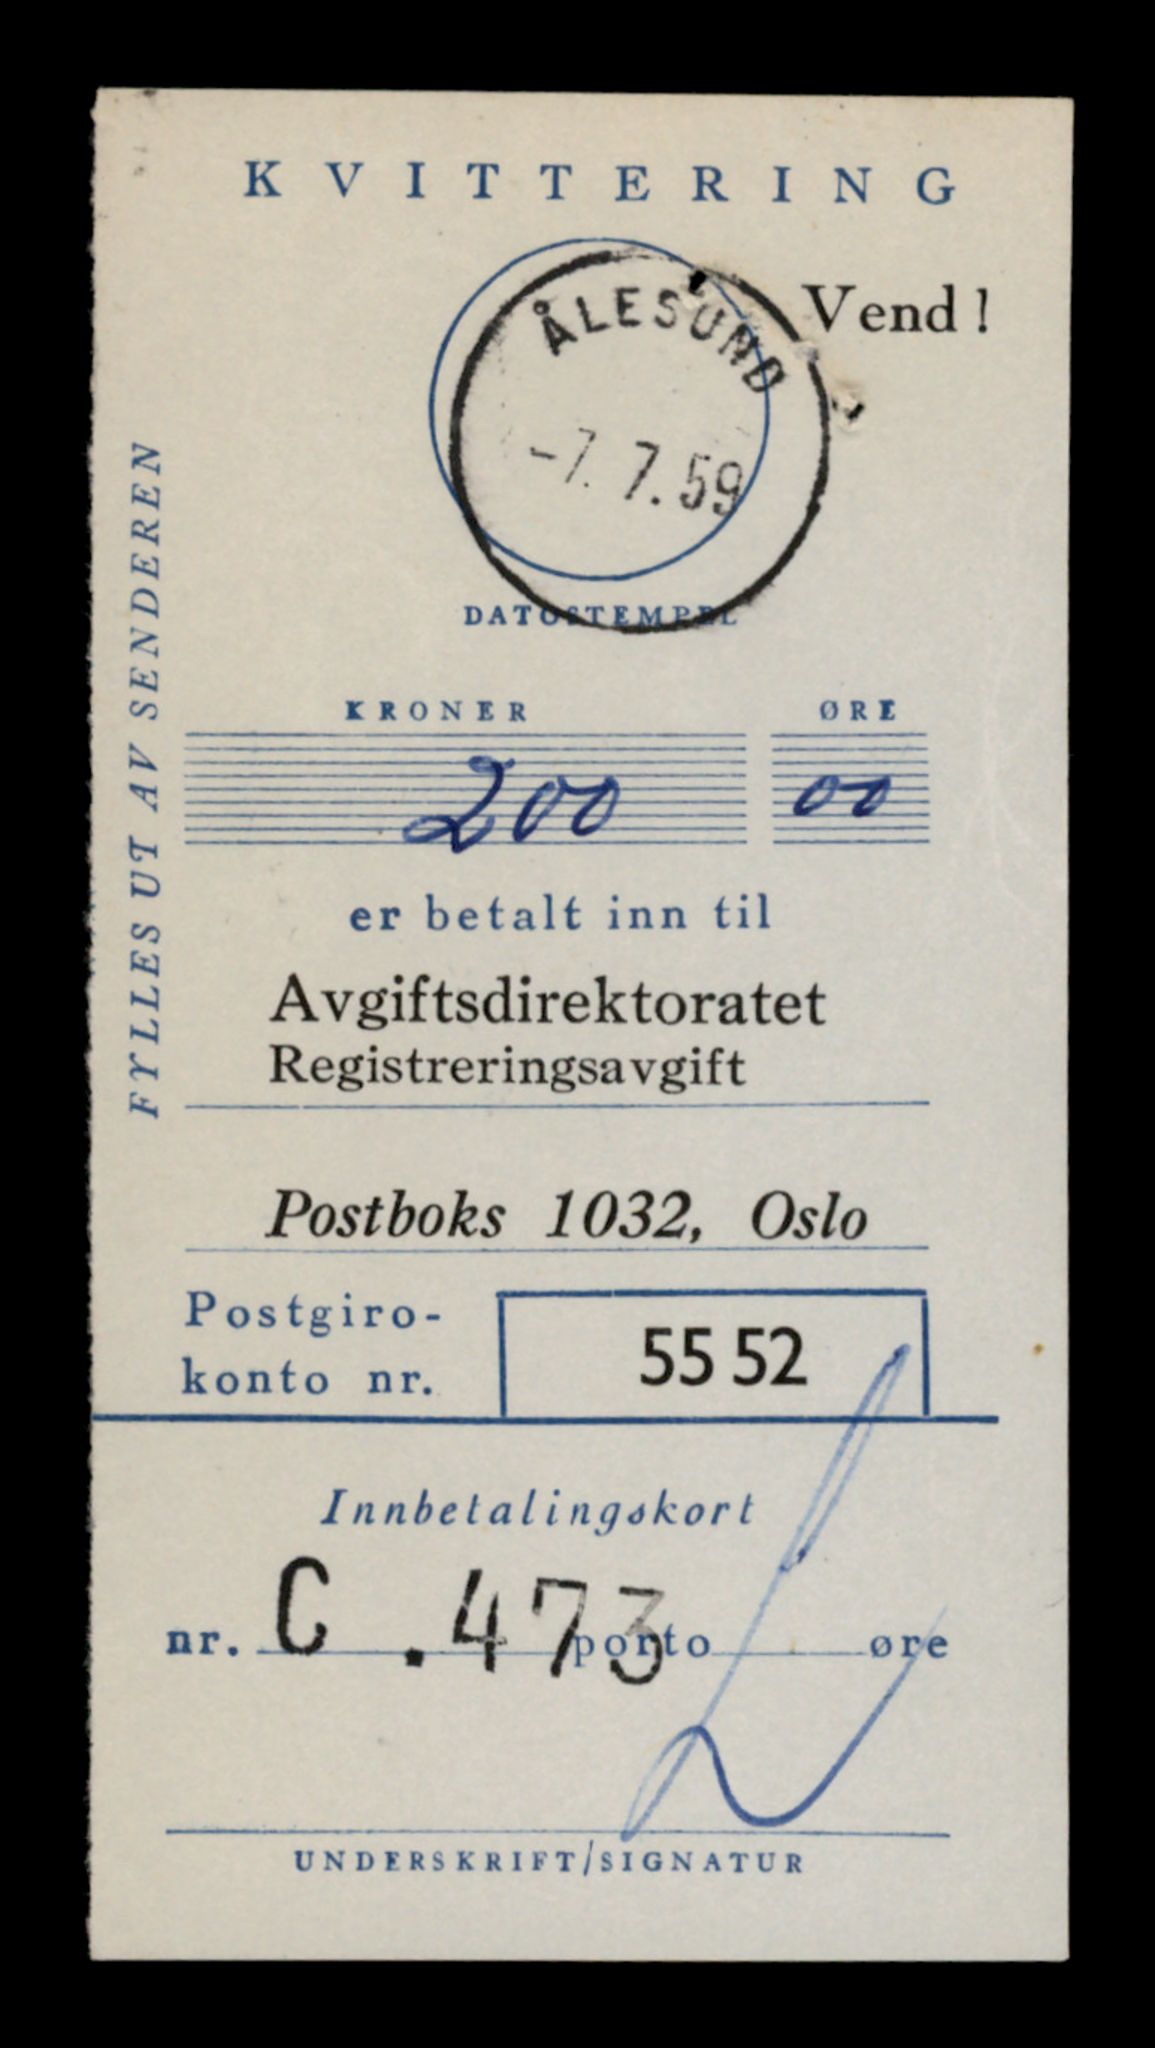 KVITTERING
Vend!
ÅLESUND
-7.7.59
DATOSTEMPEL
FYLLES UT AV SENDEREN
KRONER ØRE
200 00
er betalt inn til
Avgiftsdirektoratet
Registreringsavgift
Postboks 1032, Oslo
Postgiro-
konto nr. 55 52
Innbetalingskort
nr. C .473 porto øre
UNDERSKRIFT/SIGNATUR